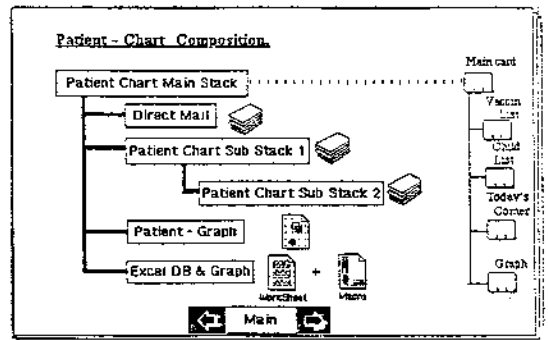 Patient - Chart Composition.
Main card
Patient Chart Main Stack
Vaccin
List
Direct Mail
Child
List
Patient Chart Sub Stack 1
Patient Chart Sub Stack 2
Today's
Corner
Patient - Graph
Graph
Excel DB & Graph
+
WorkSheet
Macro
Main